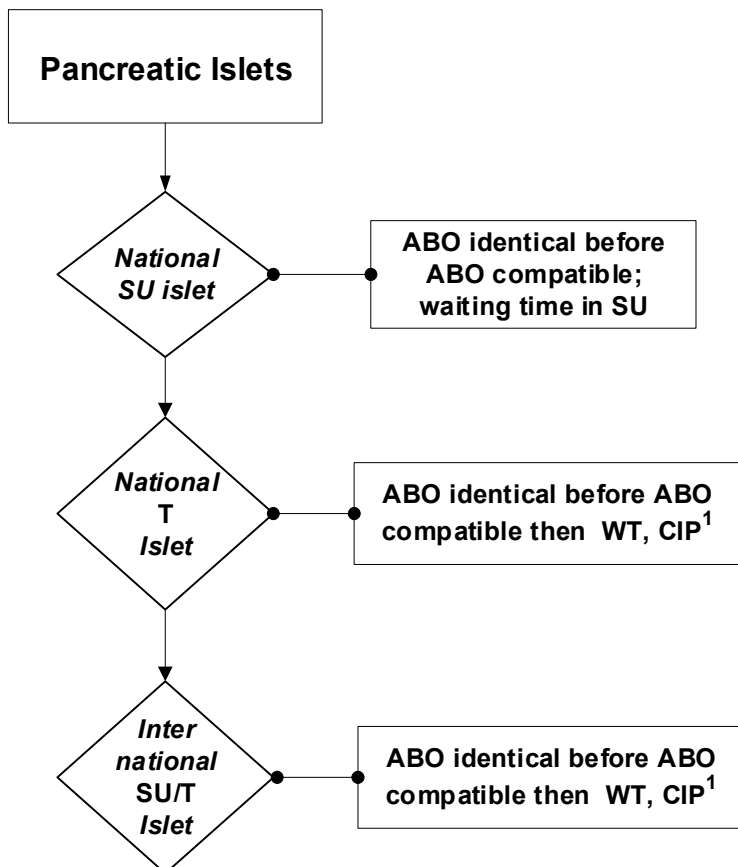 Pancreatic Islets
National
SU islet
ABO identical before
ABO compatible;
waiting time in SU
National
T
Islet
ABO identical before ABO
compatible then WT, CIP¹
Inter
national
SU/T
Islet
ABO identical before ABO
compatible then WT, CIP¹